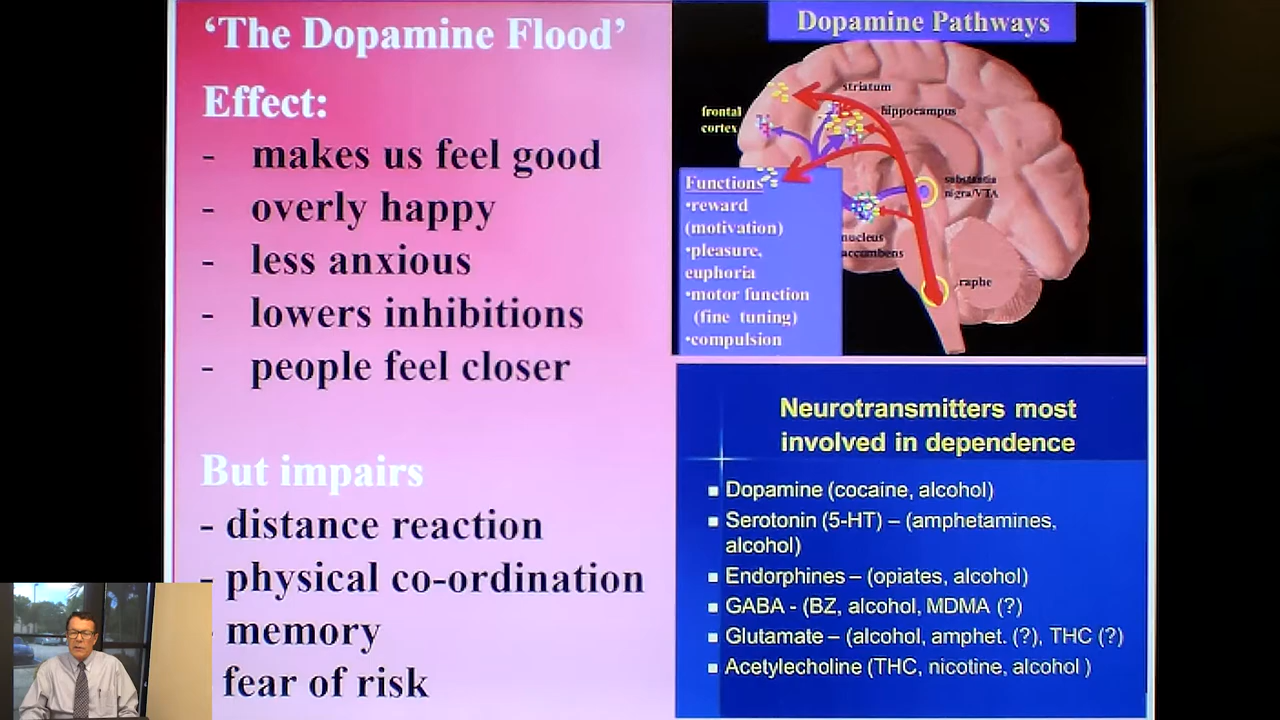 ‘The Dopamine Flood’
Effect:
- makes us feel good
- overly happy
- less anxious
- lowers inhibitions
- people feel closer
But impairs
- distance reaction
- physical co-ordination
- memory
fear of risk
Dopamine Pathways
striatum
hippocampus
frontal
cortex
substantia
nigra/VTA
nucleus
accumbens
raphe
Functions
•reward
(motivation)
•pleasure,
euphoria
•motor function
(fine tuning)
•compulsion
Neurotransmitters most
involved in dependence
▪ Dopamine (cocaine, alcohol)
▪ Serotonin (5-HT) – (amphetamines,
alcohol)
▪ Endorphines – (opiates, alcohol)
▪ GABA - (BZ, alcohol, MDMA (?)
▪ Glutamate – (alcohol, amphet. (?), THC (?)
▪ Acetylecholine (THC, nicotine, alcohol )